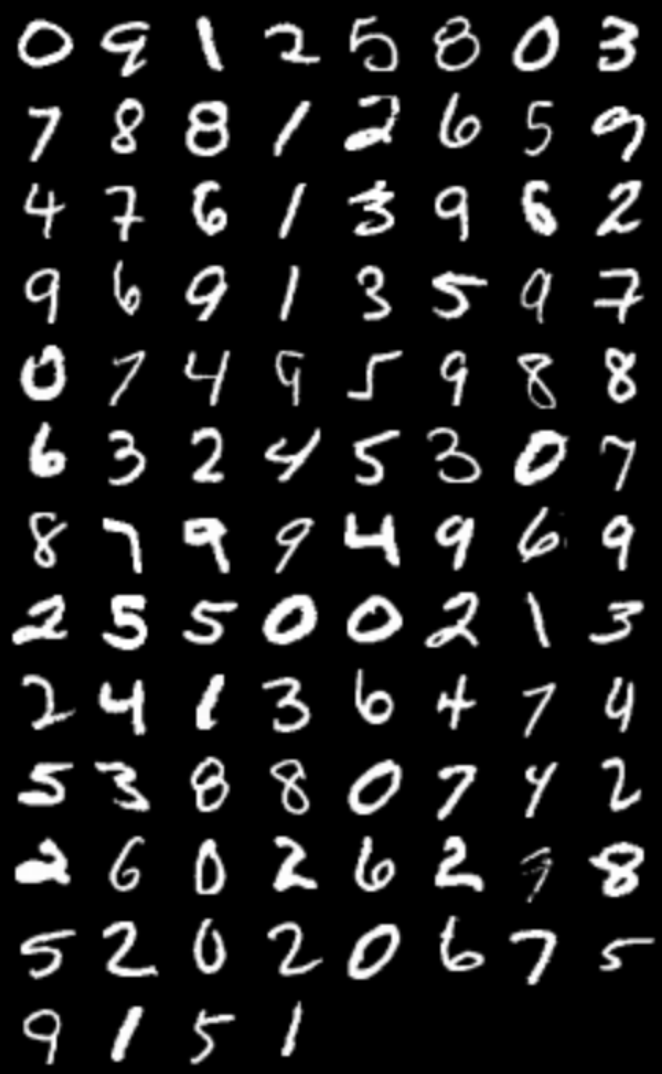 0 9 1 2 5 8 0 3
7 8 8 1 2 6 5 9
4 7 6 1 3 9 6 2
9 6 9 1 3 5 9 7
0 7 4 9 5 9 8 8
6 3 2 4 5 3 0 7
8 7 9 9 4 9 6 9
2 5 5 0 0 2 1 3
2 4 1 3 6 4 7 4
5 3 8 8 0 7 4 2
2 6 0 2 6 2 7 8
5 2 0 2 0 6 7 5
9 1 5 1